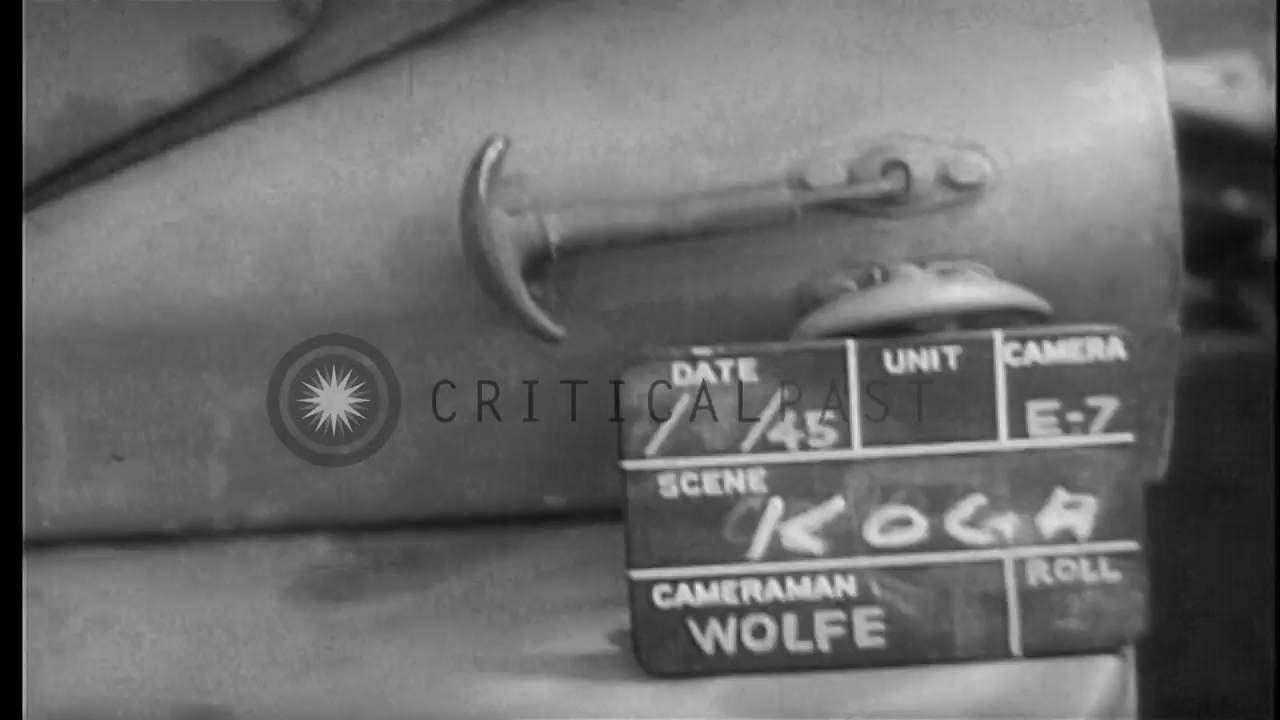 DATE UNIT CAMERA
/ /45 E-7
SCENE
KOGA
CAMERAMAN ROLL
WOLFE
CRITICALPAST